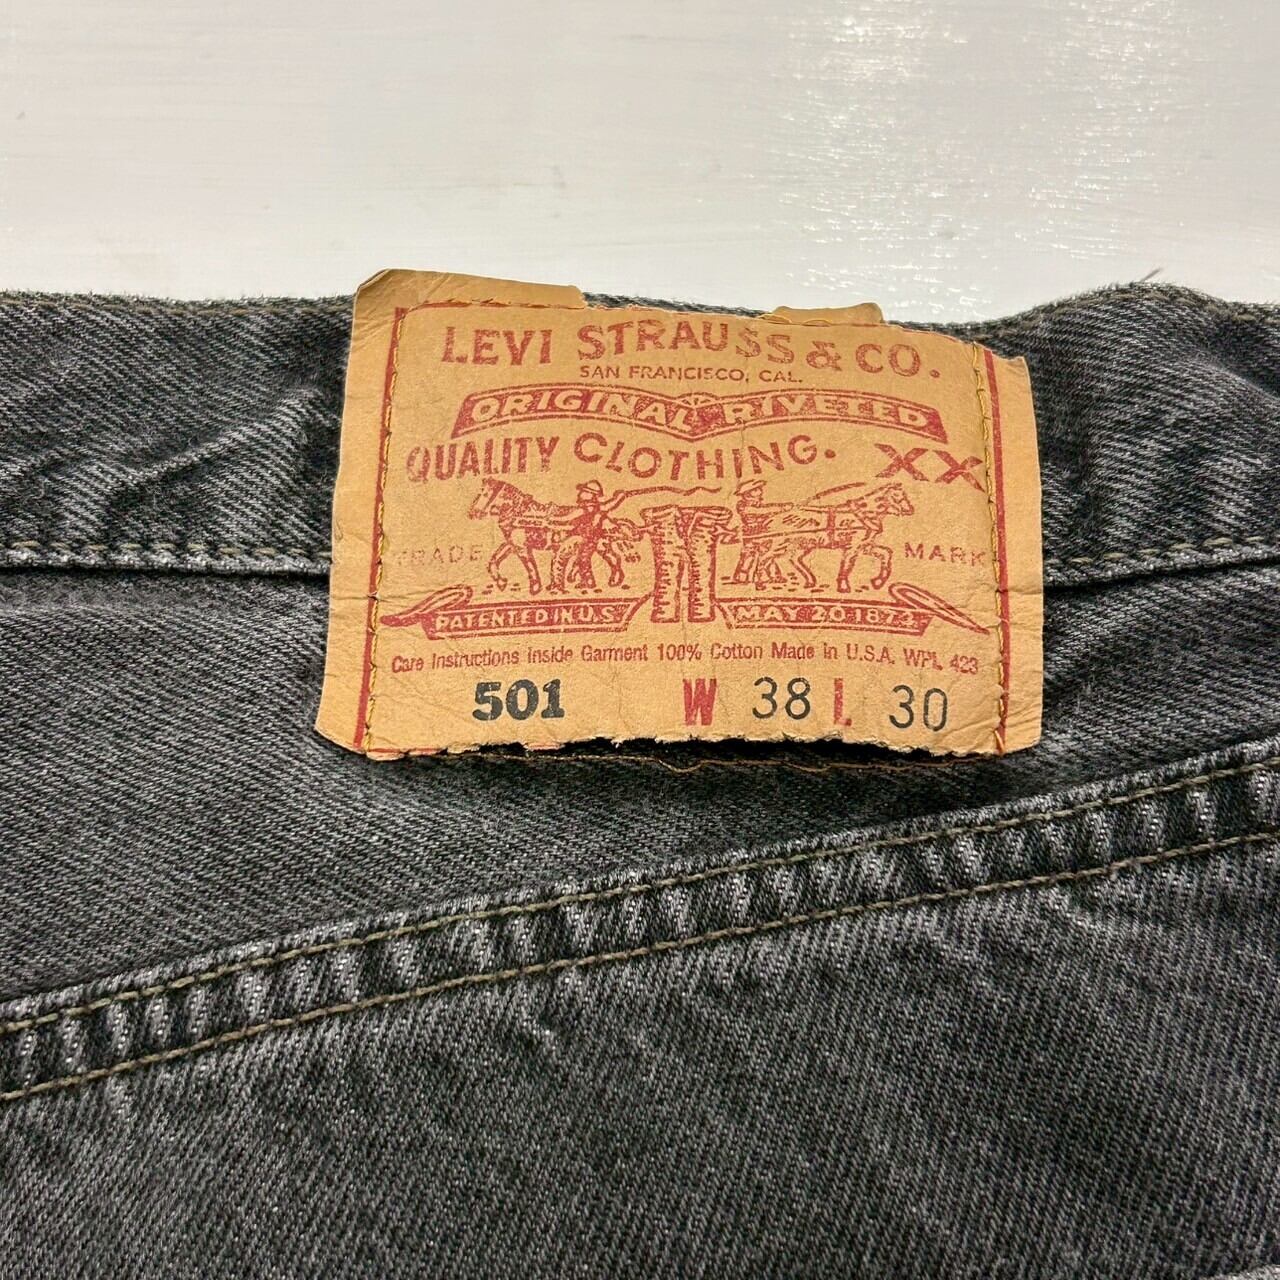 LEVI STRAUSS & CO.
SAN FRANCISCO, CAL.
ORIGINAL RIVETED
QUALITY CLOTHING. XX
TRADE MARK
PATENTED IN U.S. MAY 20 1873
Care Instructions Inside Garment 100% Cotton Made in U.S.A. WPL 423
501 W 38 L 30